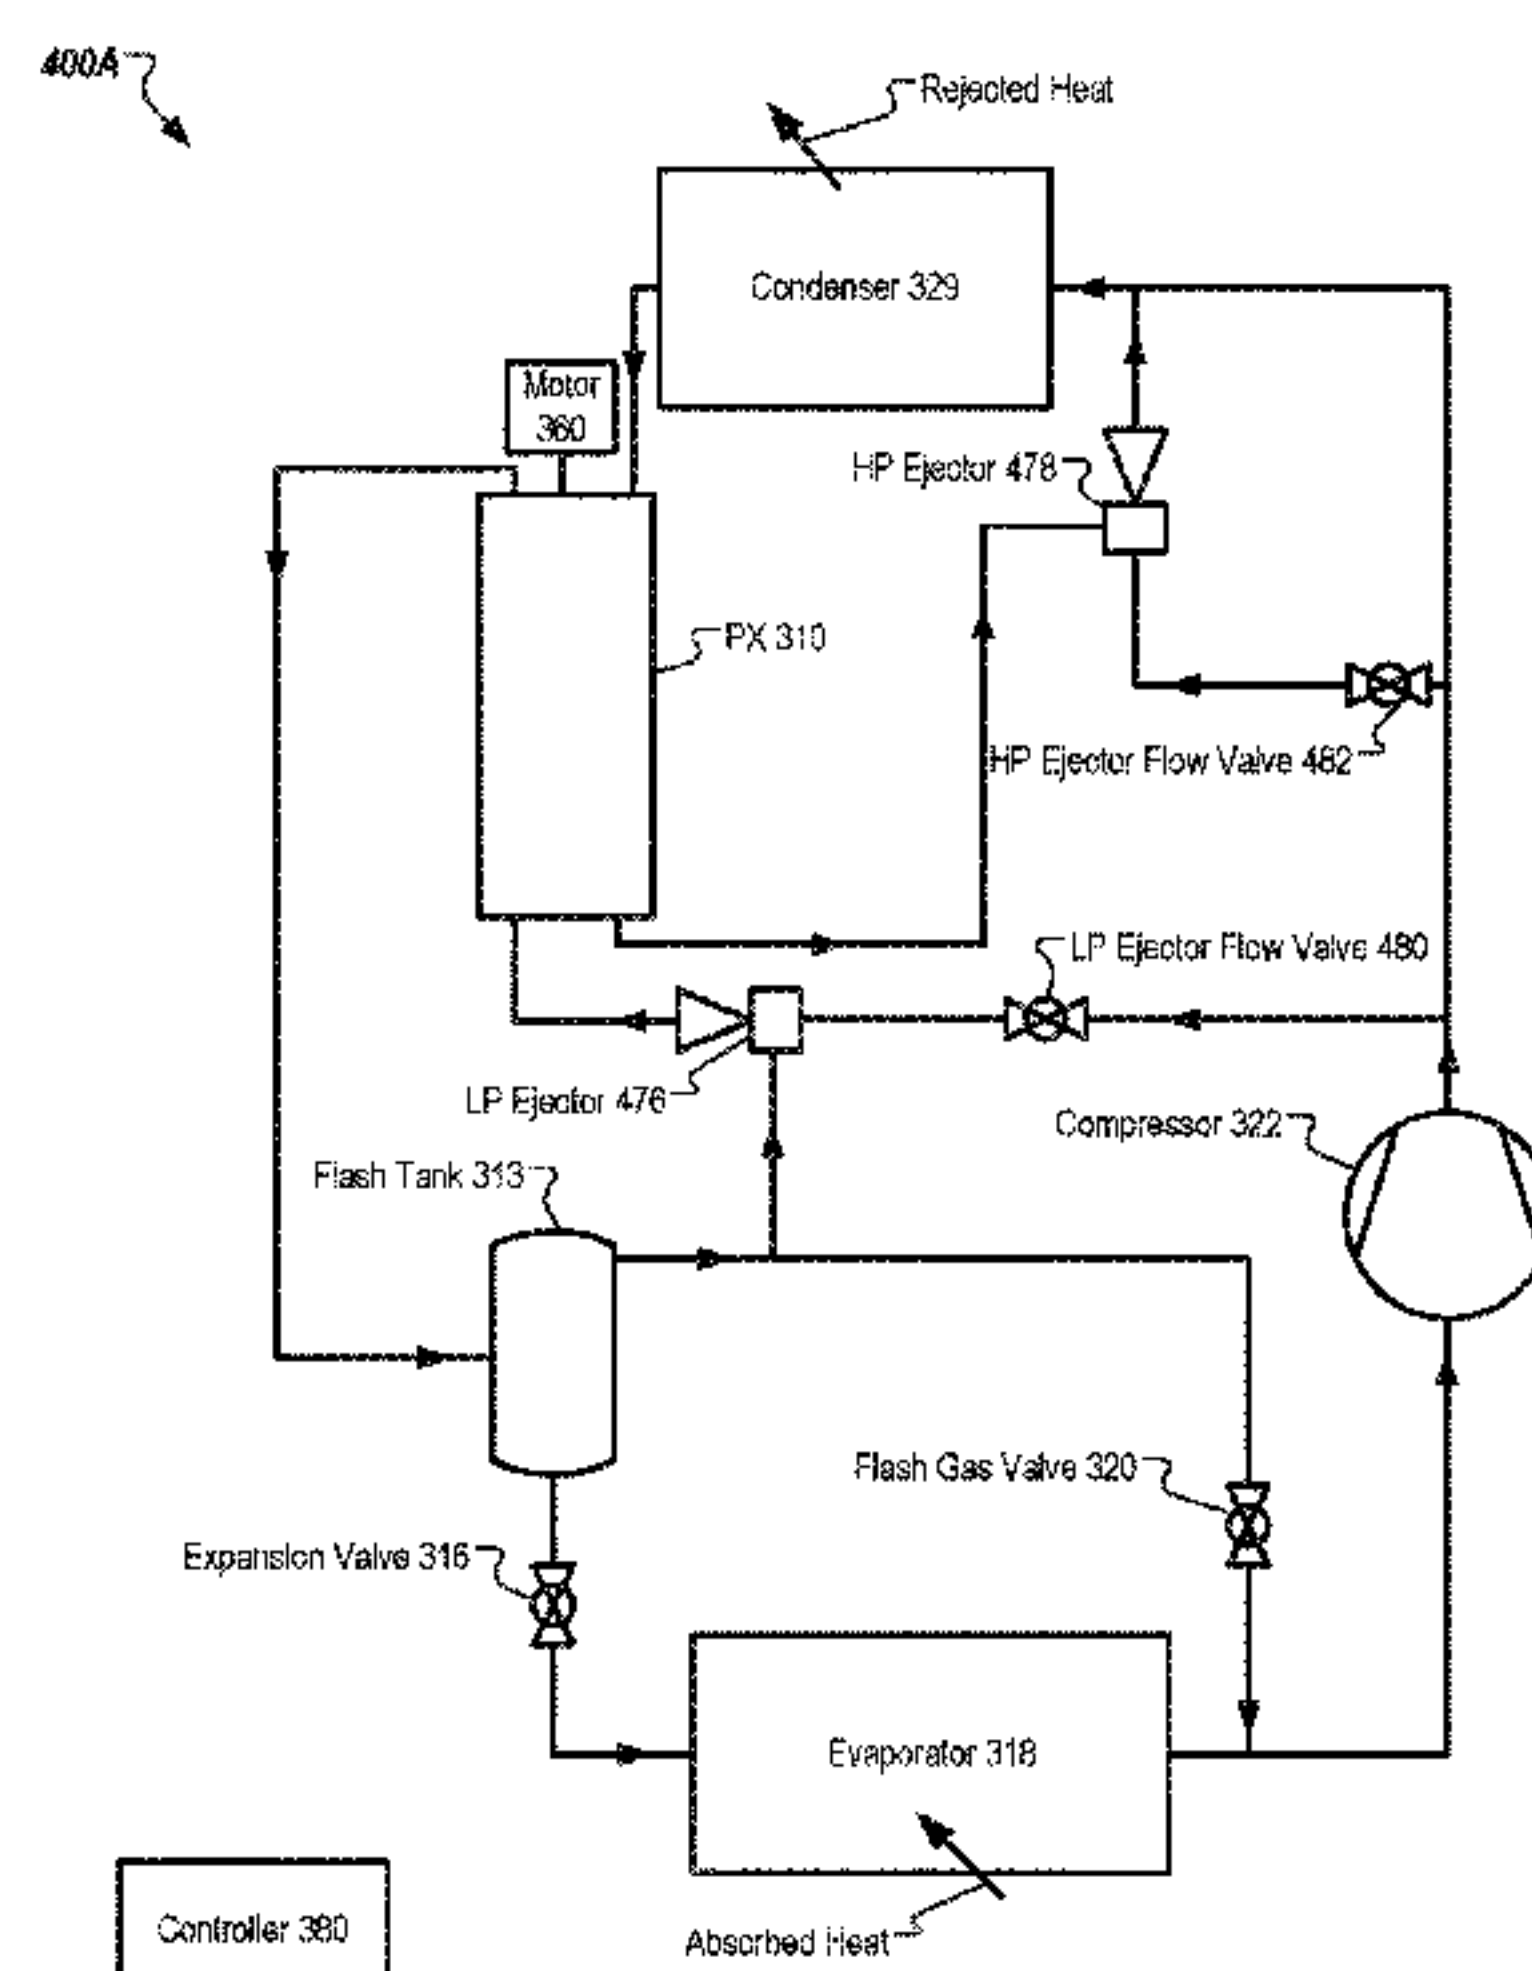 400A
Rejected Heat
Condenser 329
Motor
360
HP Ejector 478
PX 310
HP Ejector Flow Valve 482
LP Ejector Flow Valve 480
LP Ejector 476
Compressor 322
Flash Tank 313
Flash Gas Valve 320
Expansion Valve 316
Evaporator 318
Controller 380
Absorbed Heat